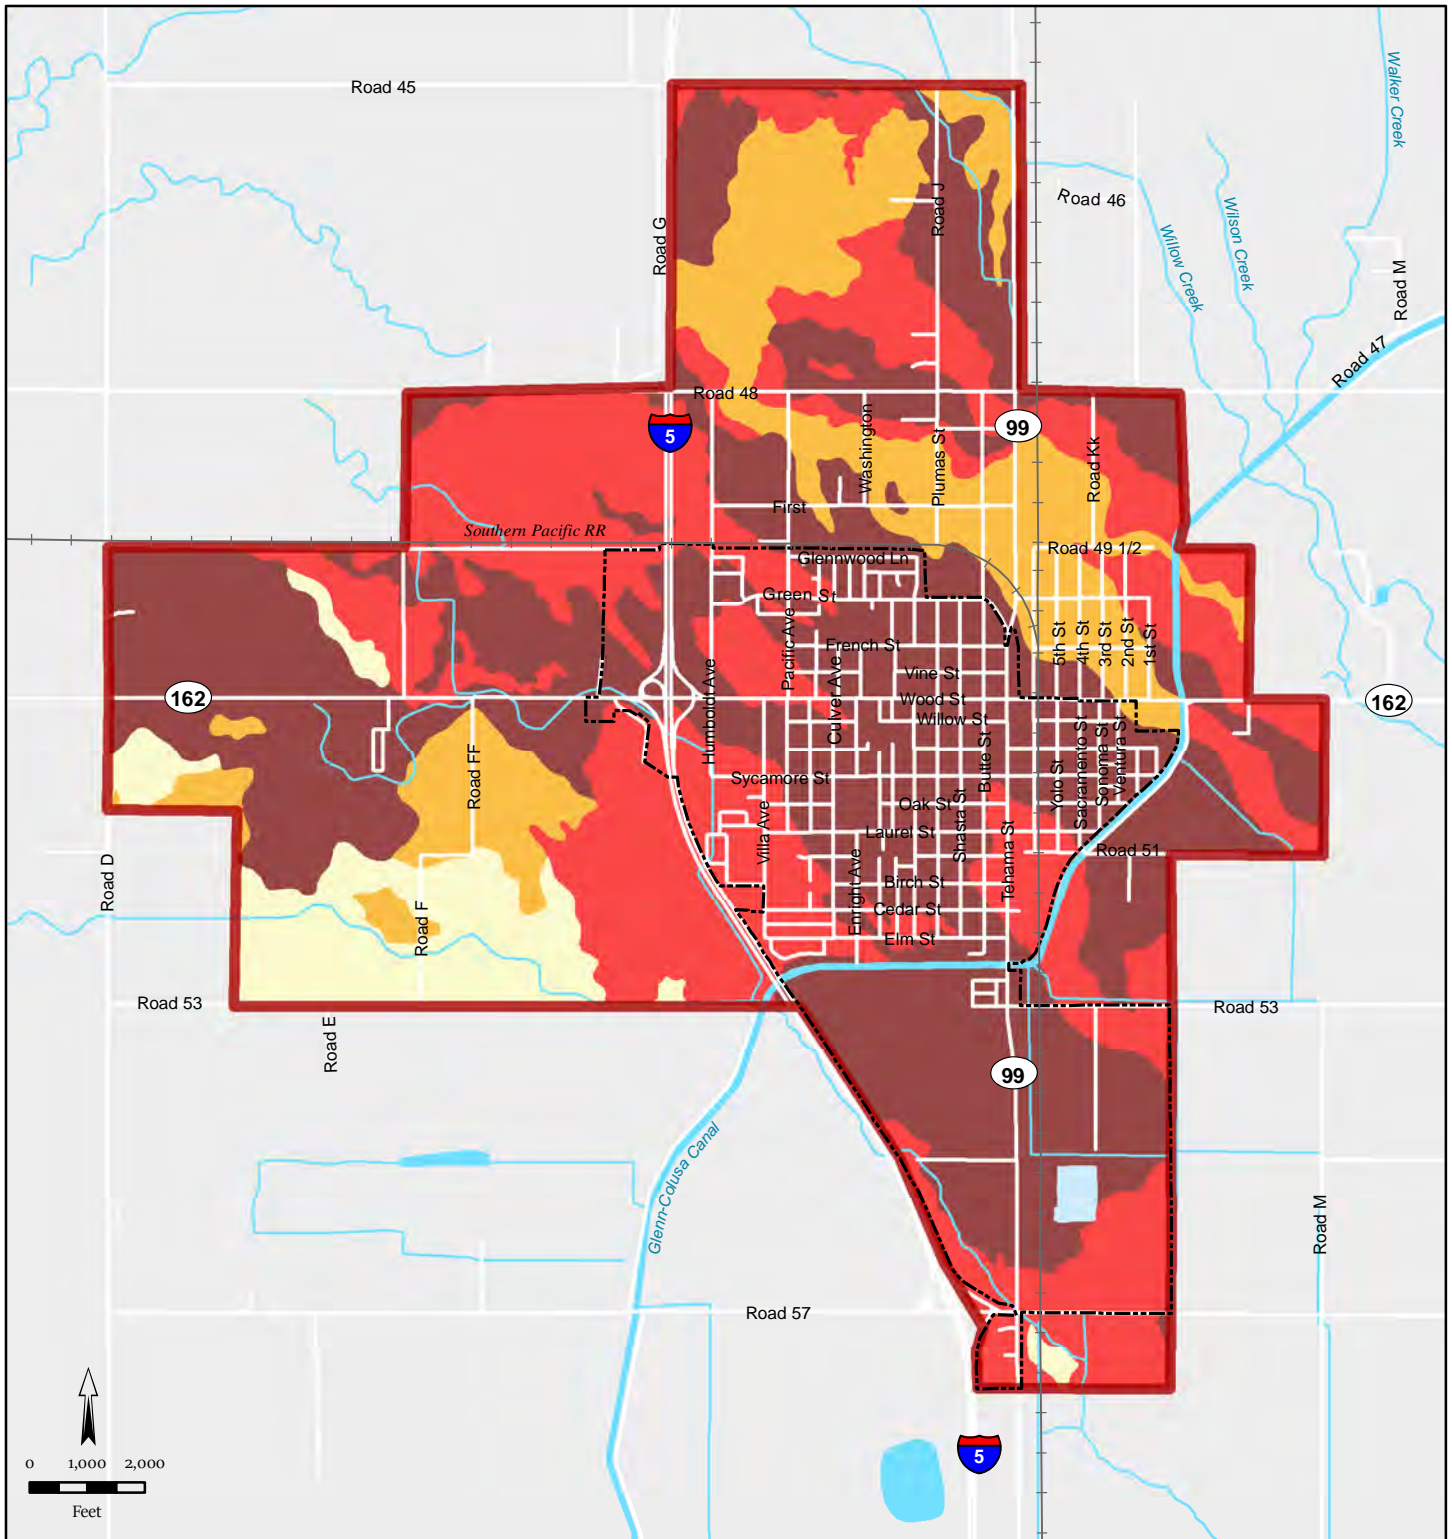 Road 45
Walker Creek
Road J
Road 46
Wilson Creek
Willow Creek
Road G
Road M
Road 47
Road 48
5
99
Washington
Plumas St
Road Kk
First
Southern Pacific RR
Glennwood Ln
Road 49 1/2
Green St
Pacific Ave
French St
5th St
4th St
3rd St
2nd St
1st St
Culver Ave
Vine St
162
Wood St
162
Humboldt Ave
Willow St
Butte St
Sacramento St
Sonoma St
Ventura St
Road FF
Sycamore St
Yolo St
Villa Ave
Oak St
Shasta St
Laurel St
Tehama St
Road 51
Road D
Enright Ave
Birch St
Road F
Cedar St
Elm St
Road 53
Road 53
Road E
99
Glenn-Colusa Canal
Road M
Road 57
5
0 1,000 2,000
Feet